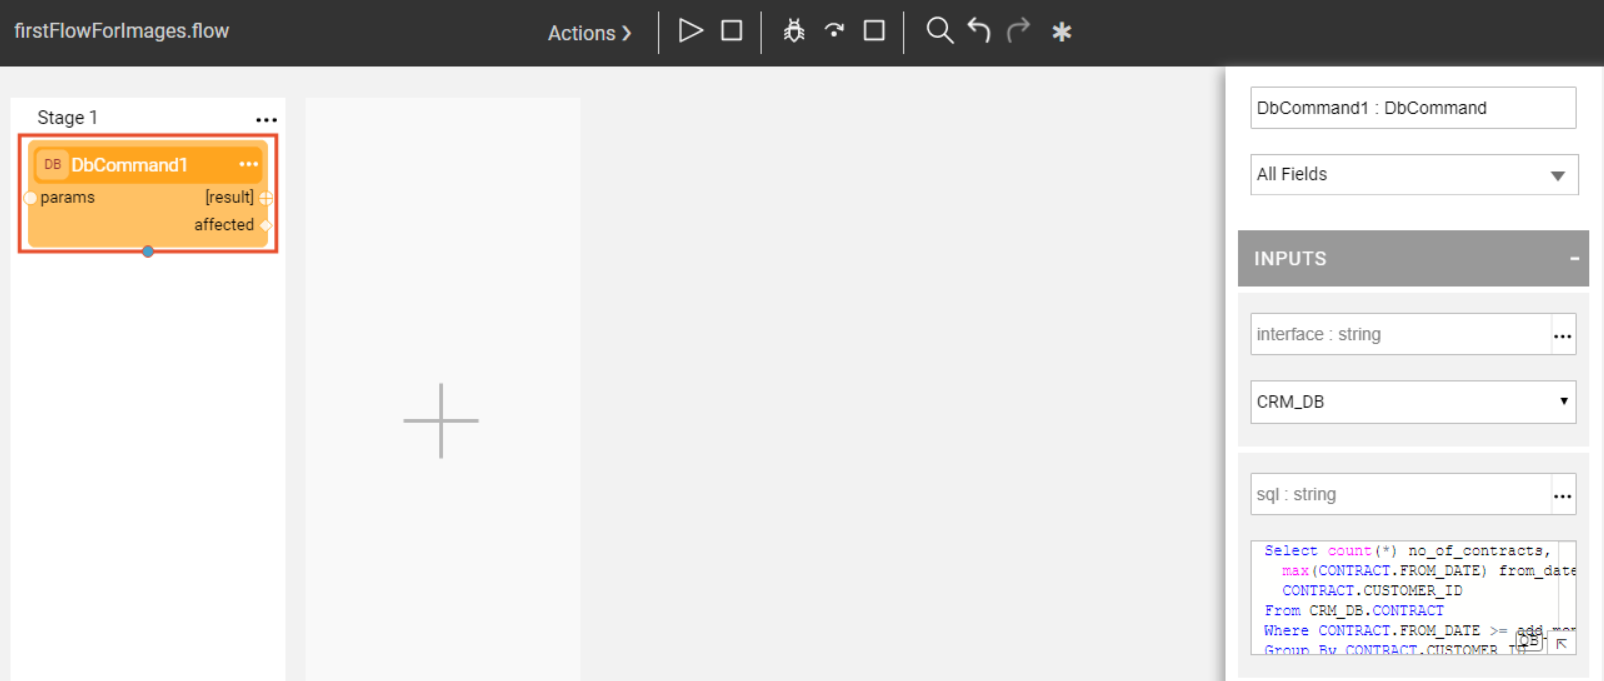 firstFlowForImages.flow
Actions
Stage 1
DB DbCommand1
params [result]
affected
DbCommand1 : DbCommand
All Fields
INPUTS
interface : string
CRM_DB
sql : string
Select count(*) no_of_contracts,
max(CONTRACT.FROM_DATE) from_date
CONTRACT.CUSTOMER_ID
From CRM_DB.CONTRACT
Where CONTRACT.FROM_DATE >=
DB
Group By CONTRACT.CUSTOMER_ID